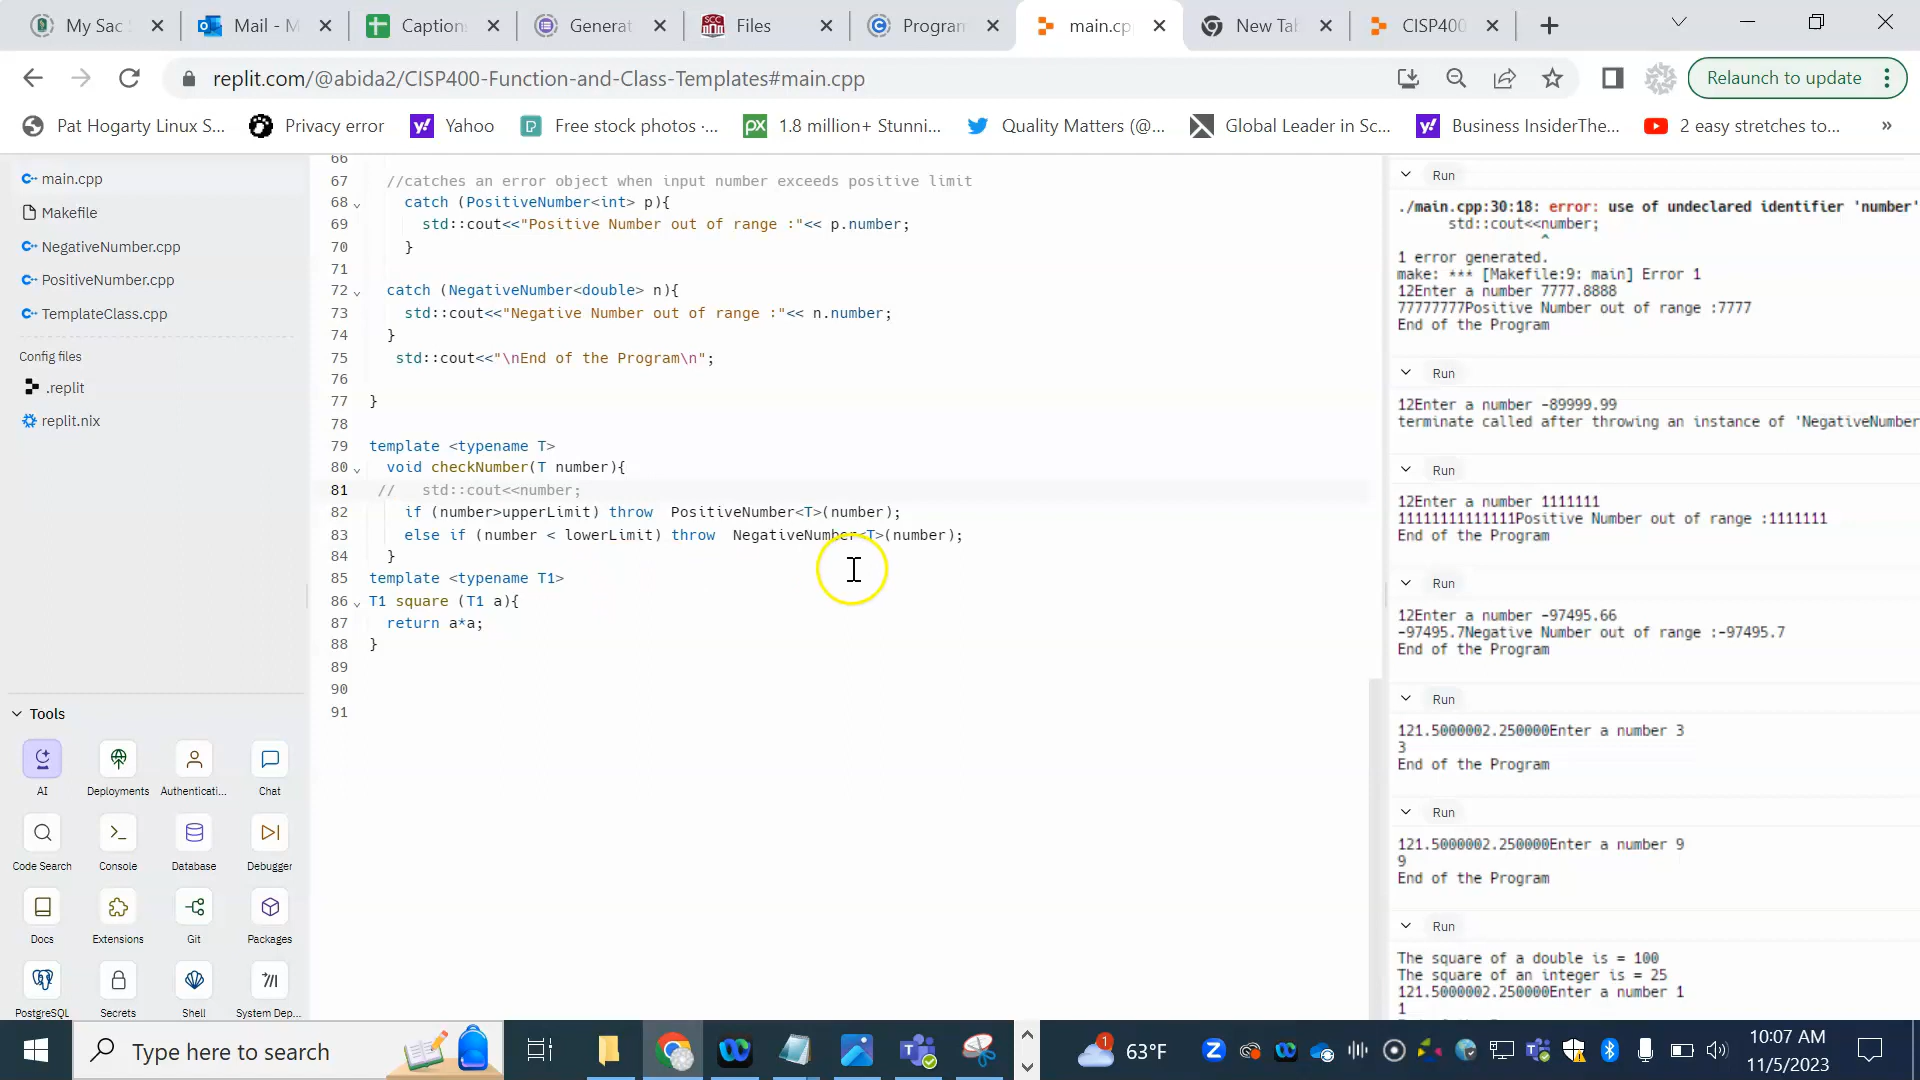 My Sac
Mail - M
Caption
Generat
Files
Program
main.cp
New Tab
CISP400
replit.com/@abida2/CISP400-Function-and-Class-Templates#main.cpp
Relaunch to update
Pat Hogarty Linux S...
Privacy error
Yahoo
Free stock photos -...
1.8 million+ Stunni...
Quality Matters (@...
Global Leader in Sc...
Business InsiderThe...
2 easy stretches to...
»
main.cpp
Makefile
NegativeNumber.cpp
PositiveNumber.cpp
TemplateClass.cpp
Config files
.replit
replit.nix
Tools
AI
Deployments
Authenticati...
Chat
Code Search
Console
Database
Debugger
Docs
Extensions
Git
Packages
PostgreSQL
Secrets
Shell
System Dep...
66
67 //catches an error object when input number exceeds positive limit
68 catch (PositiveNumber<int> p){
69 std::cout<<"Positive Number out of range :"<< p.number;
70 }
71
72 catch (NegativeNumber<double> n){
73 std::cout<<"Negative Number out of range :"<< n.number;
74 }
75 std::cout<<"\nEnd of the Program\n";
76
77 }
78
79 template <typename T>
80 void checkNumber(T number){
81 // std::cout<<number;
82 if (number>upperLimit) throw PositiveNumber<T>(number);
83 else if (number < lowerLimit) throw NegativeNumber<T>(number);
84 }
85 template <typename T1>
86 T1 square (T1 a){
87 return a*a;
88 }
89
90
91
Run
./main.cpp:30:18: error: use of undeclared identifier 'number'
std::cout<<number;
^
1 error generated.
make: *** [Makefile:9: main] Error 1
12Enter a number 7777.8888
77777777Positive Number out of range :7777
End of the Program
Run
12Enter a number -89999.99
terminate called after throwing an instance of 'NegativeNumber
Run
12Enter a number 1111111
11111111111111Positive Number out of range :1111111
End of the Program
Run
12Enter a number -97495.66
-97495.7Negative Number out of range :-97495.7
End of the Program
Run
121.5000002.250000Enter a number 3
3
End of the Program
Run
121.5000002.250000Enter a number 9
9
End of the Program
Run
The square of a double is = 100
The square of an integer is = 25
121.5000002.250000Enter a number 1
1
Type here to search
1
63°F
10:07 AM
11/5/2023